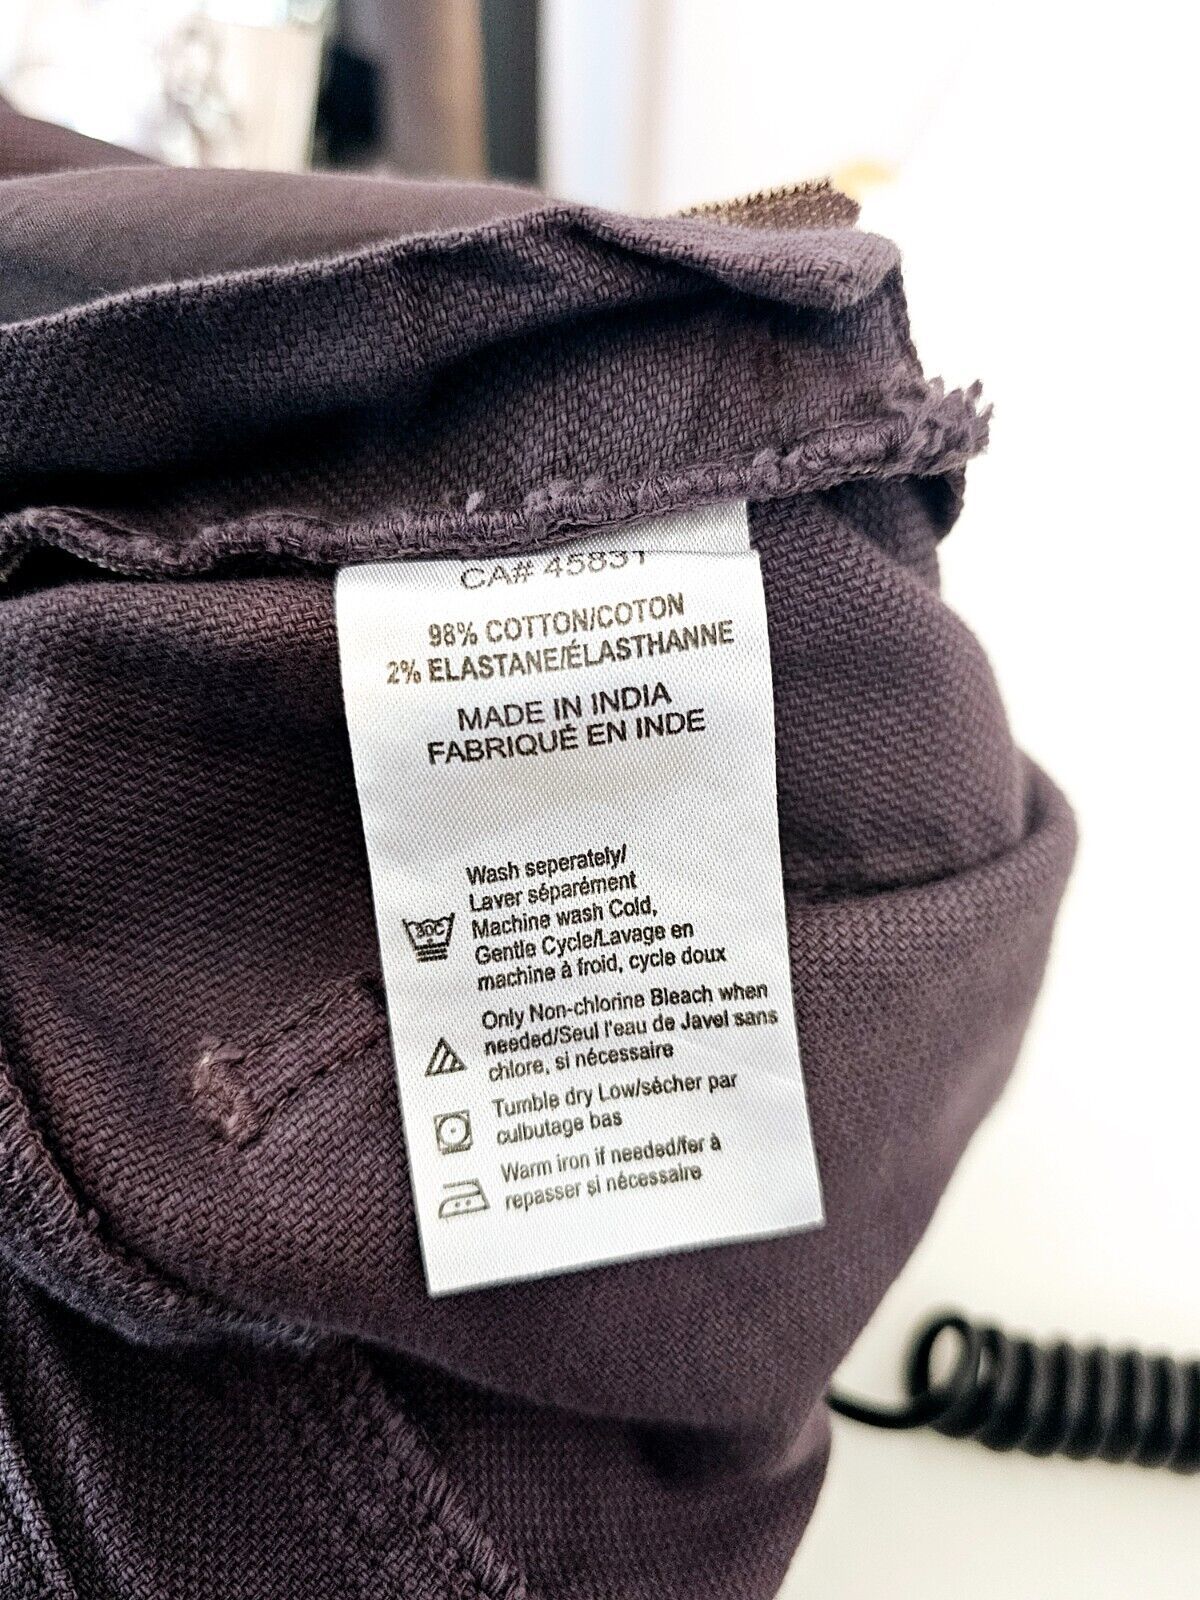 CA# 45831
98% COTTON/COTON
2% ELASTANE/ÉLASTHANNE
MADE IN INDIA
FABRIQUÉ EN INDE
Wash seperately/
Laver séparément
30C
Machine wash Cold,
Gentle Cycle/Lavage en
machine à froid, cycle doux
Only Non-chlorine Bleach when
needed/Seul l'eau de Javel sans
chlore, si nécessaire
Tumble dry Low/sécher par
culbutage bas
Warm iron if needed/fer à
repasser si nécessaire